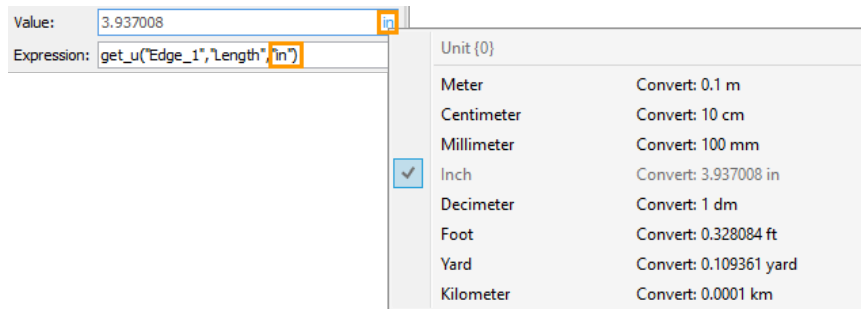 Value: 3.937008 in
Expression: get_u("Edge_1","Length","in")
Unit {0}
Meter Convert: 0.1 m
Centimeter Convert: 10 cm
Millimeter Convert: 100 mm
Inch Convert: 3.937008 in
Decimeter Convert: 1 dm
Foot Convert: 0.328084 ft
Yard Convert: 0.109361 yard
Kilometer Convert: 0.0001 km